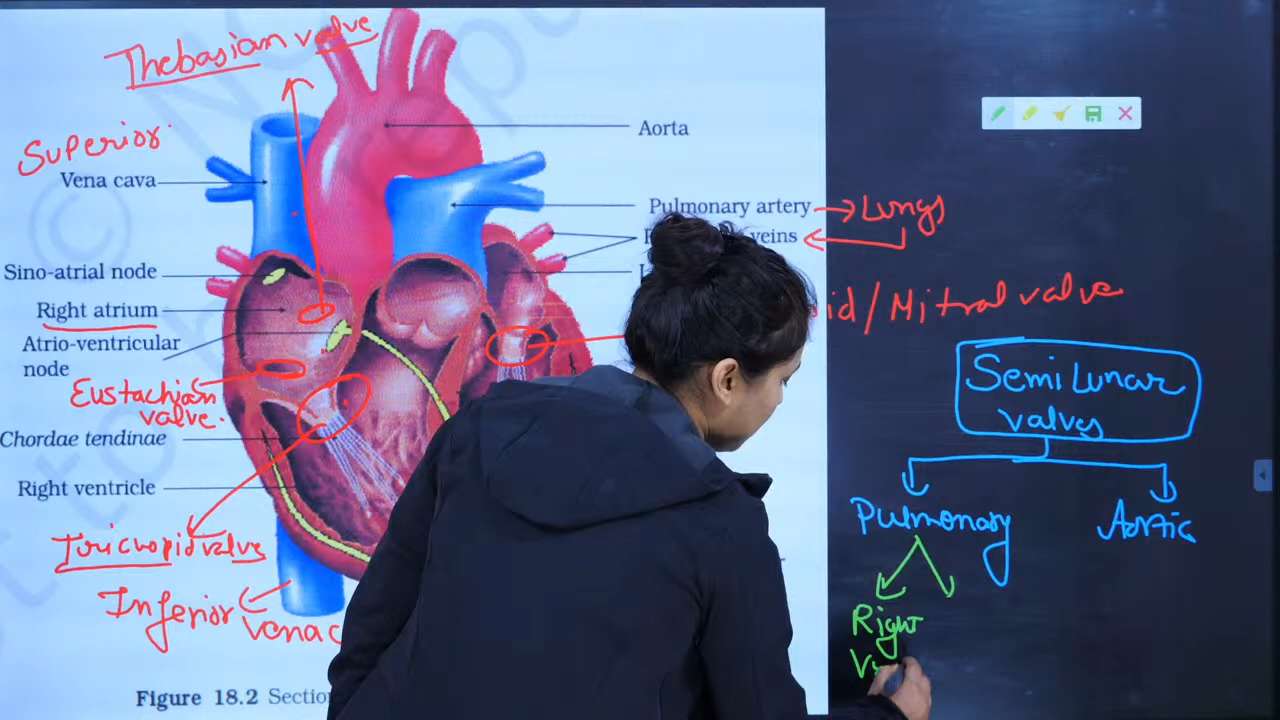 Thebasian valve
Superior
Vena cava
Aorta
Pulmonary artery
Lungs
veins
Sino-atrial node
Right atrium
Atrio-ventricular
node
id/Mitral valve
Semi Lunar
valves
Eustachian
valve.
Chordae tendinae
Right ventricle
Pulmonary
Aortic
Tricuspid valve
Inferior
venac
Right
Figure 18.2 Sectio